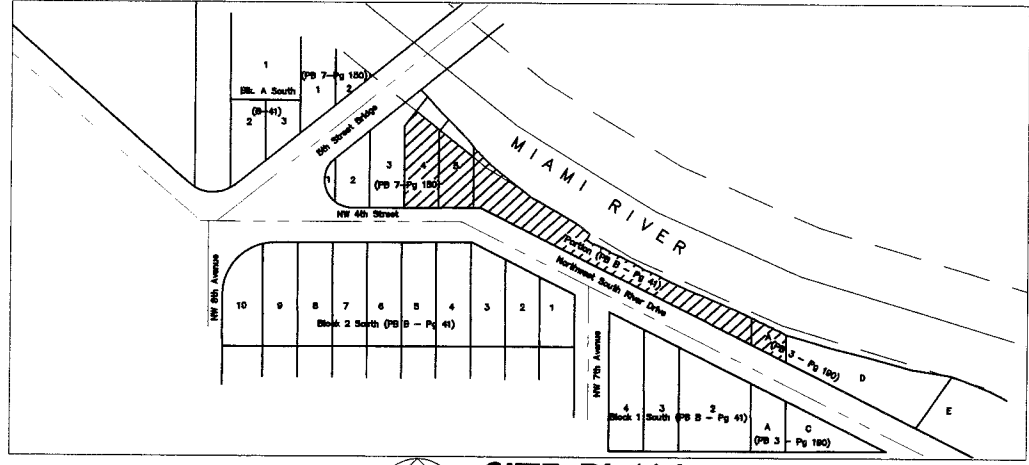 1
(PB 7-Pg 180)
Blk. A South
1 2
(B-41)
2 3
5th Street Bridge
MIAMI RIVER
3 4 5
1 2
(PB 7-Pg 180)
NW 4th Street
Portion (PB B - Pg 41)
Northwest South River Drive
NW 8th Avenue
10 9 8 7 6 5 4 3 2 1
Block 2 South (PB B - Pg 41)
(PB 3 - Pg 190)
D
E
NW 7th Avenue
4 3 2
Block 1 South (PB B - Pg 41)
A C
(PB 3 - Pg 190)